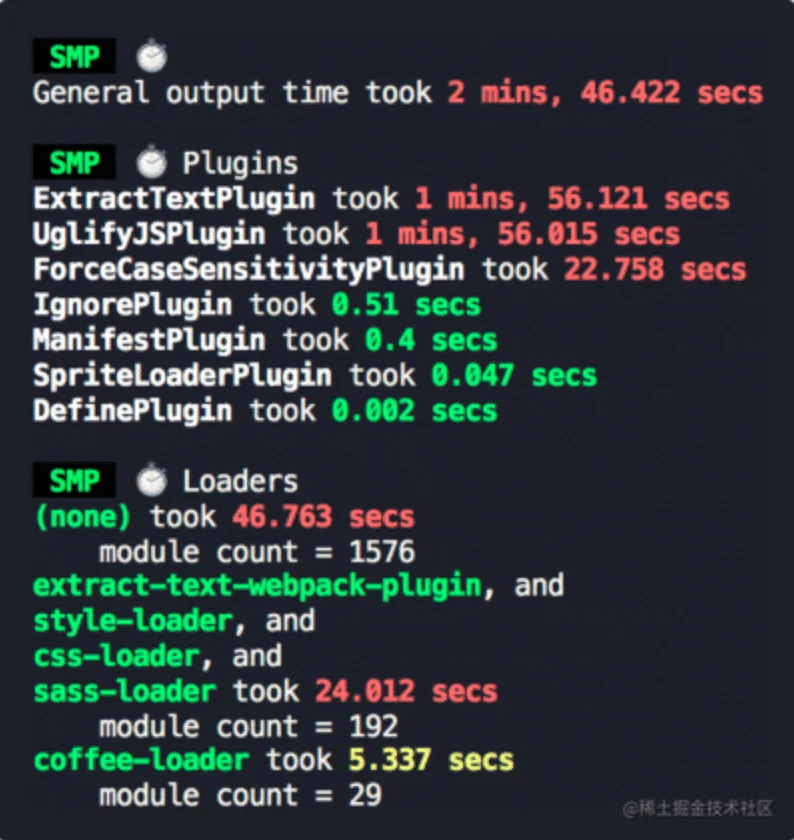 SMP
General output time took 2 mins, 46.422 secs
SMP Plugins
ExtractTextPlugin took 1 mins, 56.121 secs
UglifyJSPlugin took 1 mins, 56.015 secs
ForceCaseSensitivityPlugin took 22.758 secs
IgnorePlugin took 0.51 secs
ManifestPlugin took 0.4 secs
SpriteLoaderPlugin took 0.047 secs
DefinePlugin took 0.002 secs
SMP Loaders
(none) took 46.763 secs
module count = 1576
extract-text-webpack-plugin, and
style-loader, and
css-loader, and
sass-loader took 24.012 secs
module count = 192
coffee-loader took 5.337 secs
module count = 29
@稀土掘金技术社区